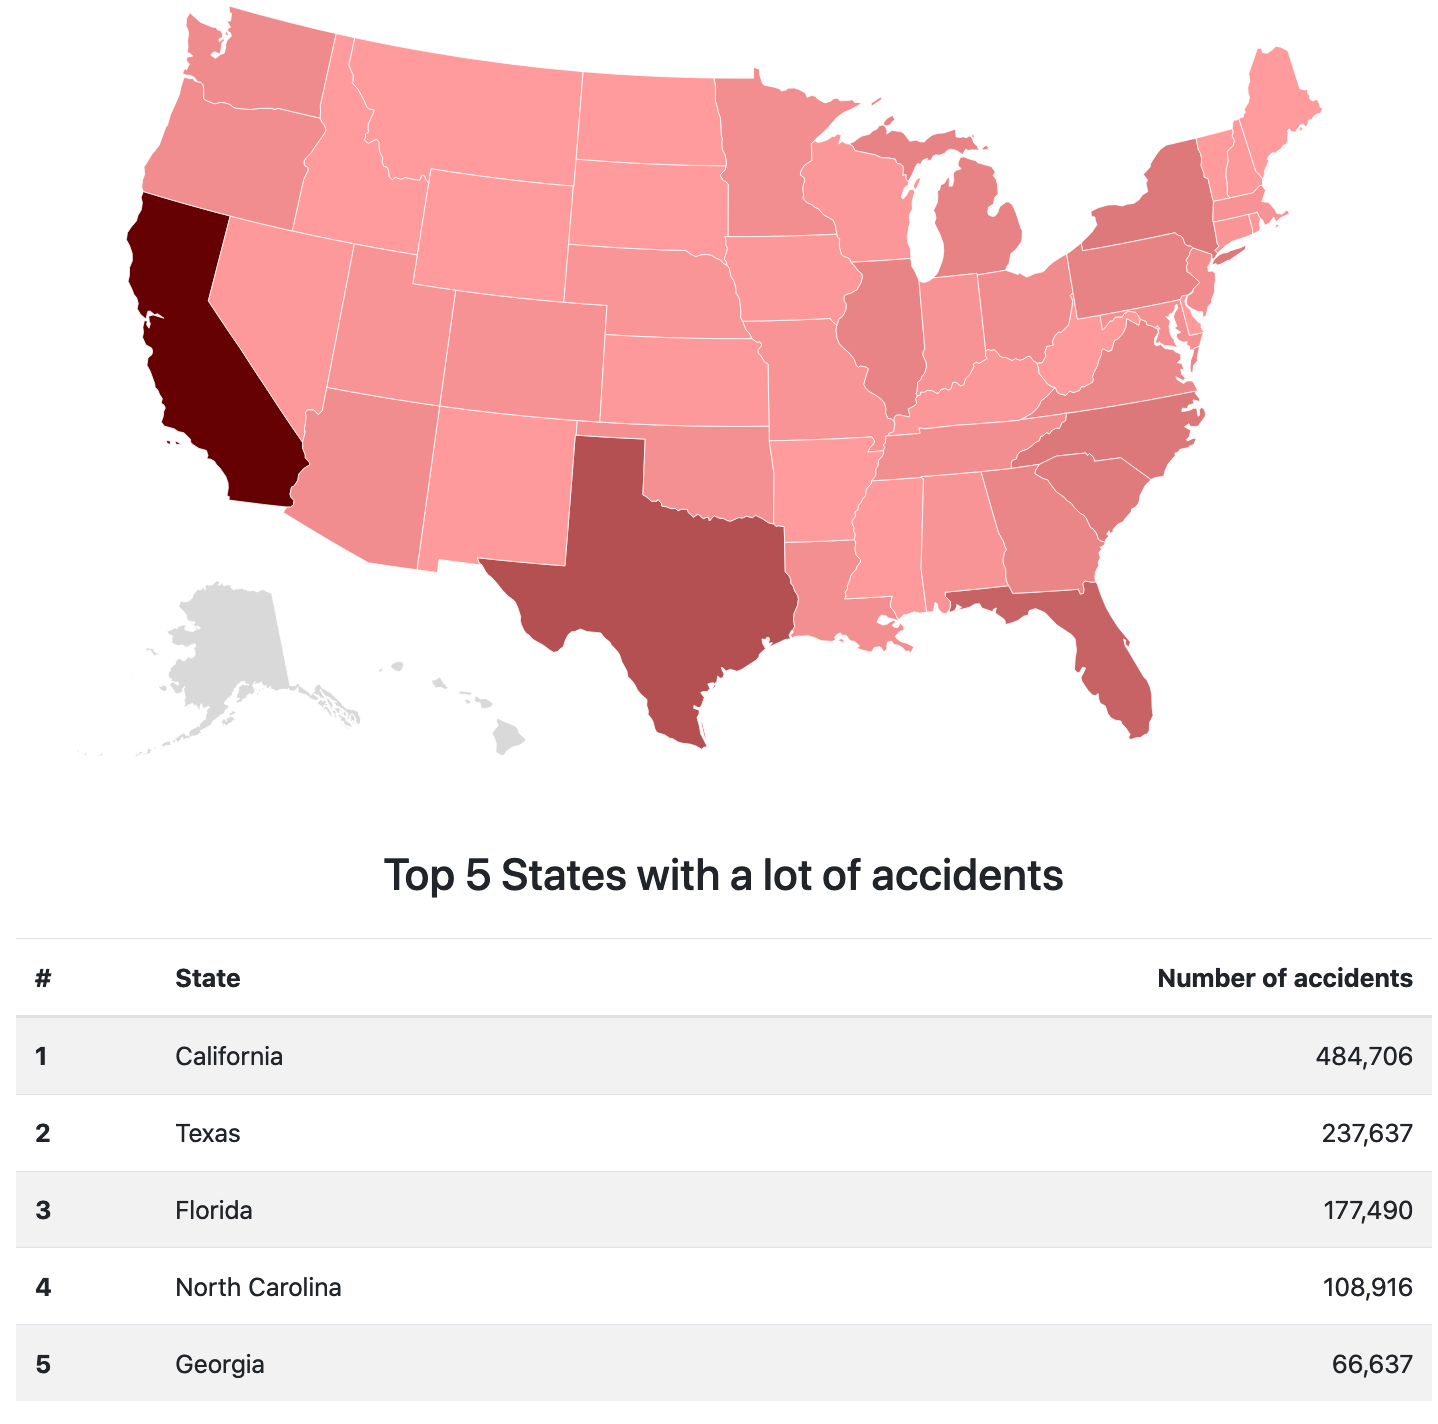 Top 5 States with a lot of accidents
# State Number of accidents
1 California 484,706
2 Texas 237,637
3 Florida 177,490
4 North Carolina 108,916
5 Georgia 66,637